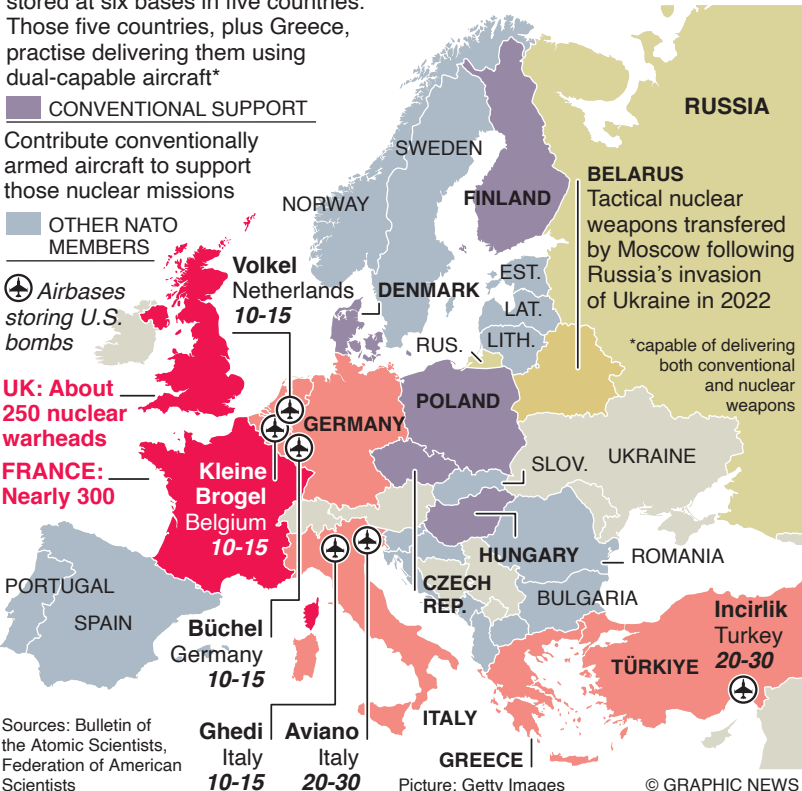 stored at six bases in five countries.
Those five countries, plus Greece,
practise delivering them using
dual-capable aircraft*
CONVENTIONAL SUPPORT
Contribute conventionally
armed aircraft to support
those nuclear missions
OTHER NATO
MEMBERS
Airbases
storing U.S.
bombs
UK: About
250 nuclear
warheads
FRANCE:
Nearly 300
RUSSIA
SWEDEN
NORWAY
FINLAND
BELARUS
Tactical nuclear
weapons transfered
by Moscow following
Russia’s invasion
of Ukraine in 2022
*capable of delivering
both conventional
and nuclear
weapons
Volkel
Netherlands
10-15
DENMARK
EST.
LAT.
LITH.
RUS.
POLAND
GERMANY
Kleine
Brogel
Belgium
10-15
SLOV.
UKRAINE
HUNGARY
ROMANIA
CZECH
REP.
BULGARIA
PORTUGAL
SPAIN
Büchel
Germany
10-15
Incirlik
Turkey
20-30
TÜRKIYE
Ghedi
Italy
10-15
Aviano
Italy
20-30
ITALY
GREECE
Sources: Bulletin of
the Atomic Scientists,
Federation of American
Scientists
Picture: Getty Images
© GRAPHIC NEWS